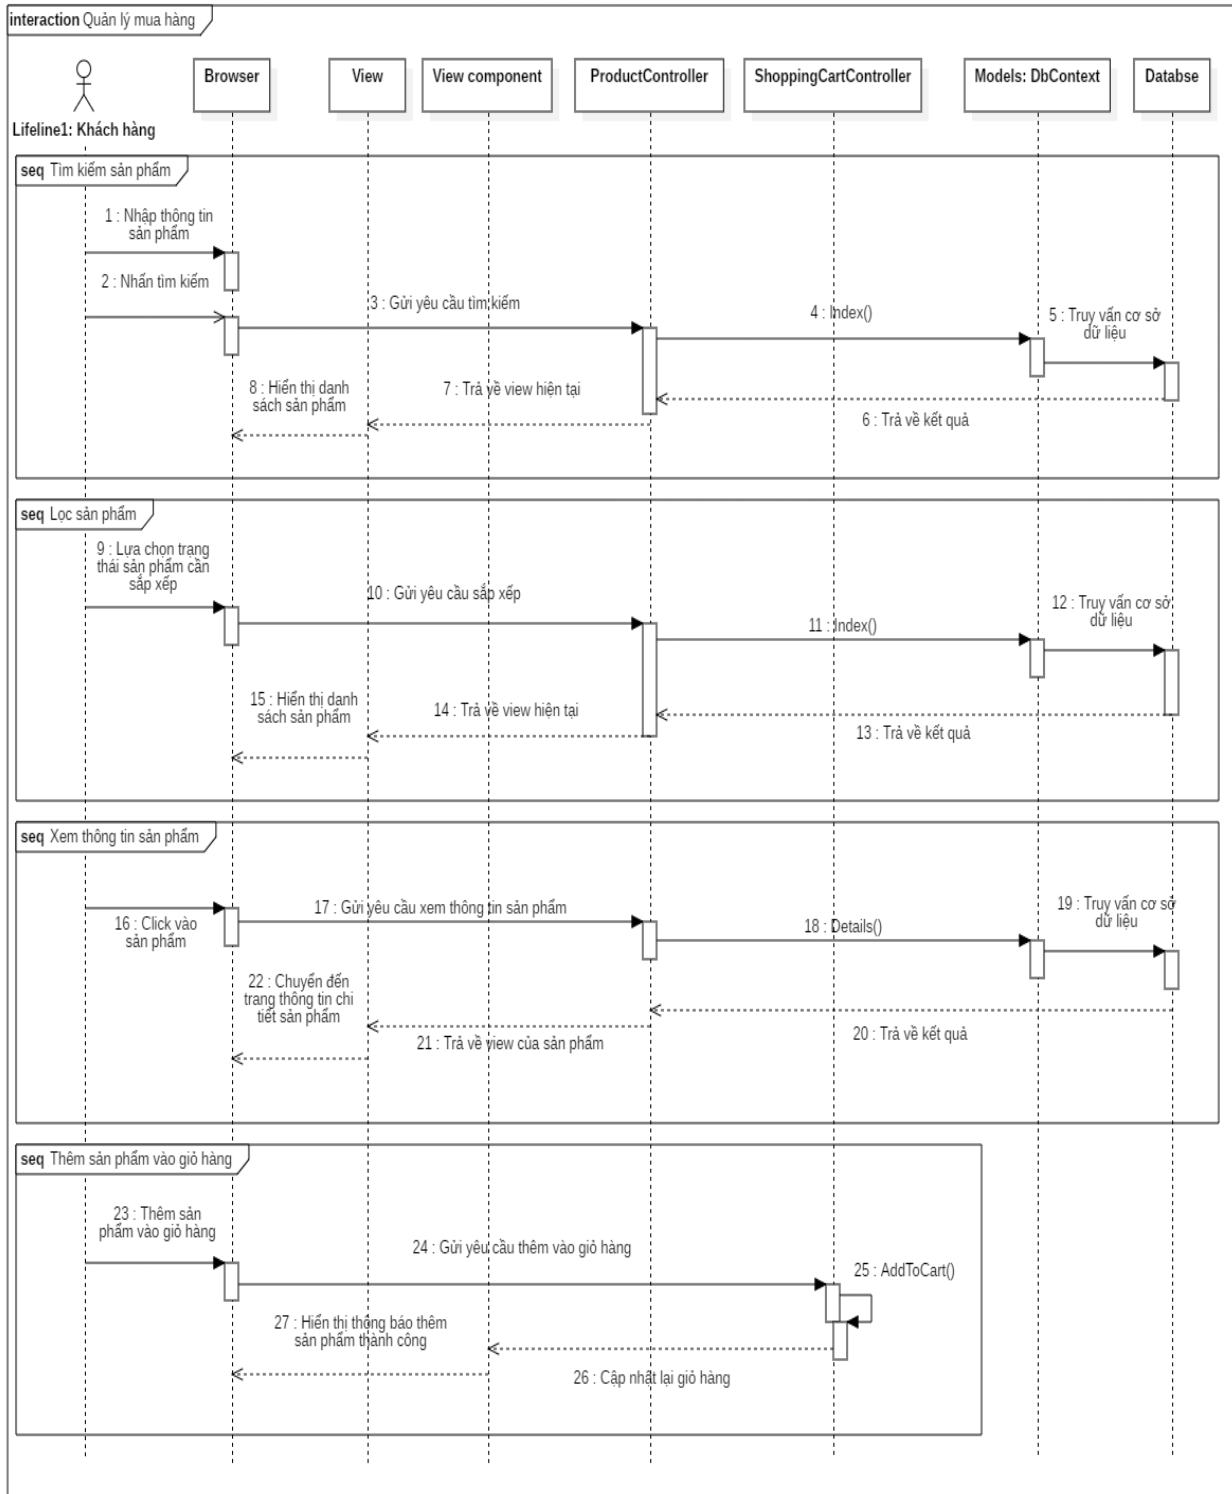 interaction Quản lý mua hàng
Browser
View
View component
ProductController
ShoppingCartController
Models: DbContext
Databse
Lifeline1: Khách hàng
seq Tìm kiếm sản phẩm
1 : Nhập thông tin
sản phẩm
2 : Nhấn tìm kiếm
3 : Gửi yêu cầu tìm kiếm
4 : Index()
5 : Truy vấn cơ sở
dữ liệu
8 : Hiển thị danh
sách sản phẩm
7 : Trả về view hiện tại
6 : Trả về kết quả
seq Lọc sản phẩm
9 : Lựa chọn trạng
thái sản phẩm cần
sắp xếp
10 : Gửi yêu cầu sắp xếp
11 : Index()
12 : Truy vấn cơ sở
dữ liệu
15 : Hiển thị danh
sách sản phẩm
14 : Trả về view hiện tại
13 : Trả về kết quả
seq Xem thông tin sản phẩm
16 : Click vào
sản phẩm
17 : Gửi yêu cầu xem thông tin sản phẩm
18 : Details()
19 : Truy vấn cơ sở
dữ liệu
22 : Chuyển đến
trang thông tin chi
tiết sản phẩm
21 : Trả về view của sản phẩm
20 : Trả về kết quả
seq Thêm sản phẩm vào giỏ hàng
23 : Thêm sản
phẩm vào giỏ hàng
24 : Gửi yêu cầu thêm vào giỏ hàng
25 : AddToCart()
27 : Hiển thị thông báo thêm
sản phẩm thành công
26 : Cập nhật lại giỏ hàng